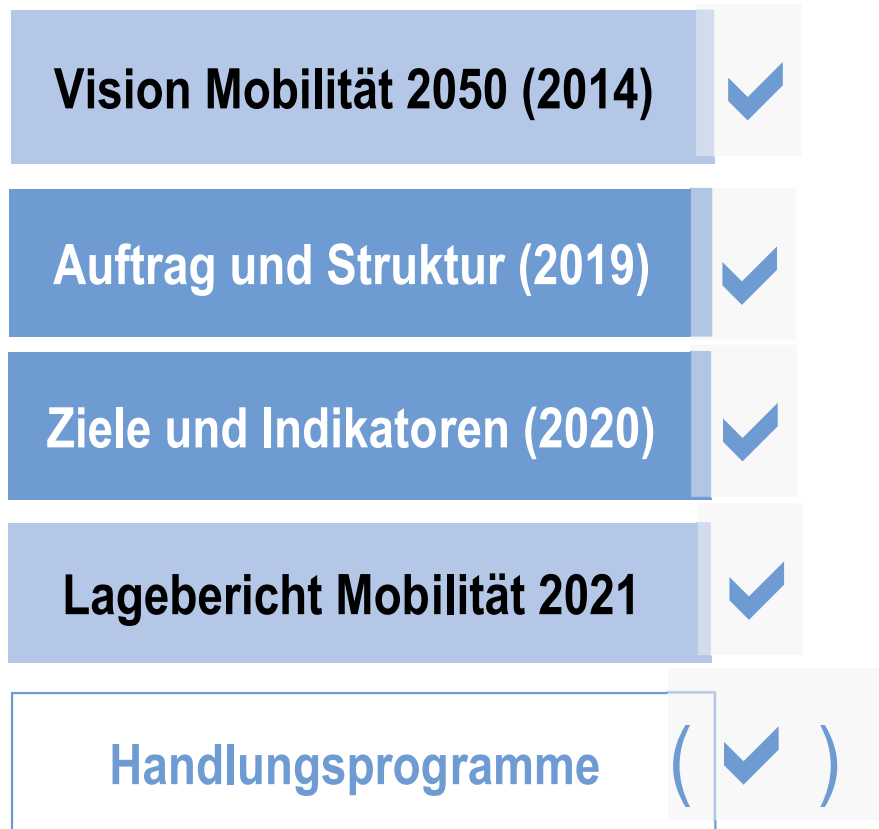 Vision Mobilität 2050 (2014) ✓
Auftrag und Struktur (2019) ✓
Ziele und Indikatoren (2020) ✓
Lagebericht Mobilität 2021 ✓
Handlungsprogramme (✓)